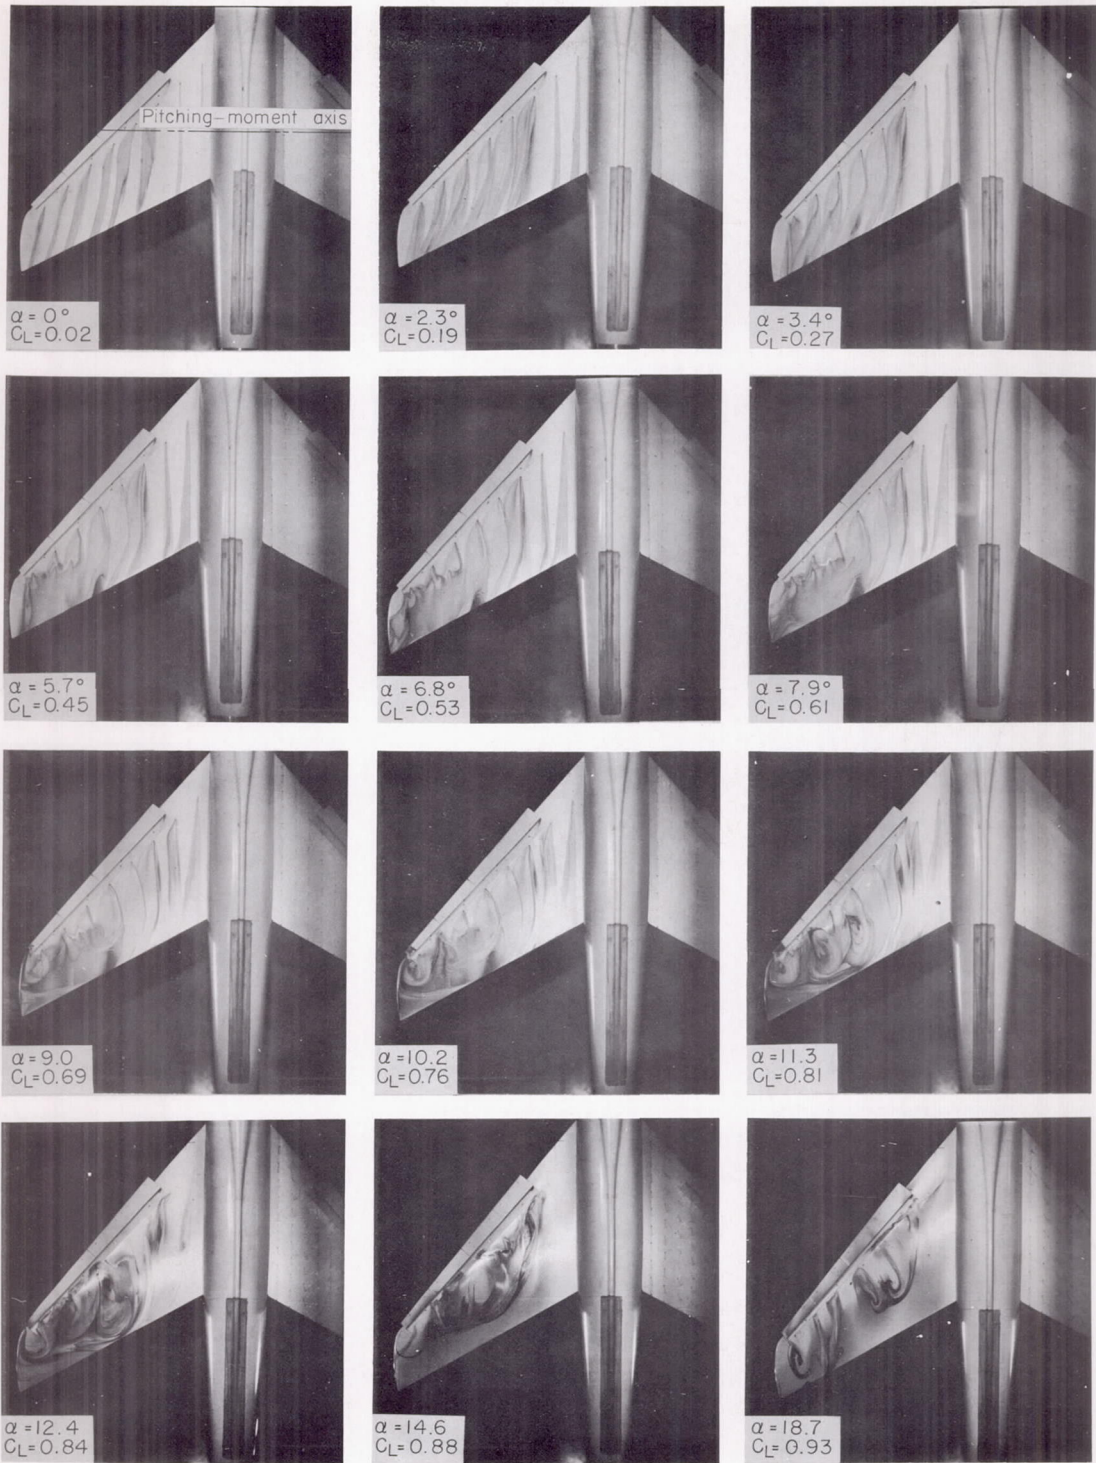 Pitching-moment axis
α = 0°
CL=0.02
α = 2.3°
CL=0.19
α = 3.4°
CL=0.27
α = 5.7°
CL=0.45
α = 6.8°
CL=0.53
α = 7.9°
CL=0.61
α = 9.0
CL=0.69
α = 10.2
CL=0.76
α = 11.3
CL=0.81
α = 12.4
CL=0.84
α = 14.6
CL=0.88
α = 18.7
CL=0.93